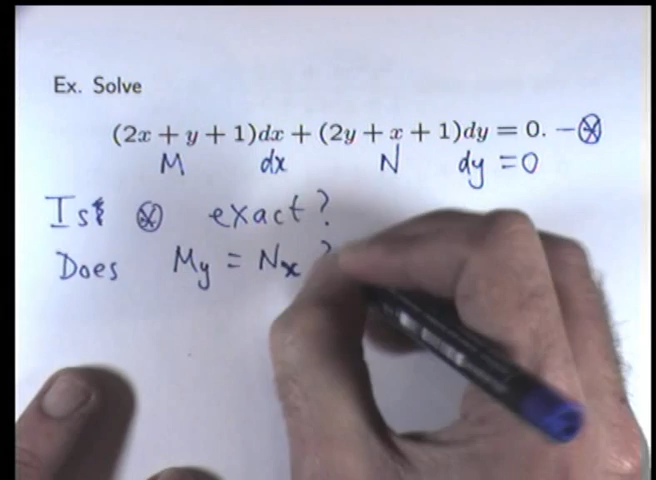 Ex. Solve
(2x + y + 1)dx + (2y + x + 1)dy = 0. — ⊛
M dx N dy = 0
Is ⊛ exact?
Does My = Nx ?